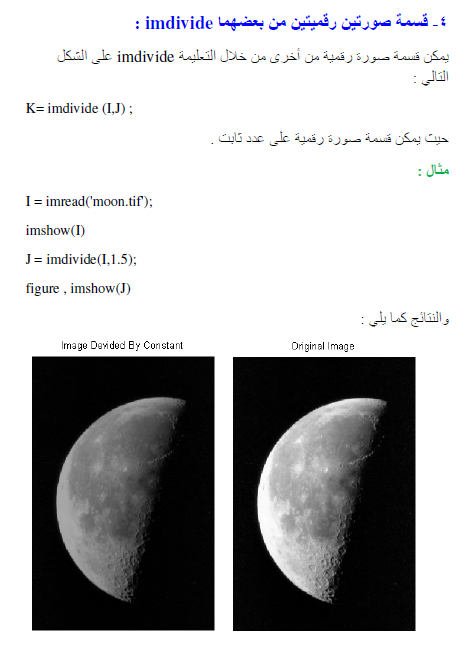 ٤ - قسمة صورتين رقميتين من بعضهما imdivide :
يمكن قسمة صورة رقمية من أخرى من خلال التعليمة imdivide على الشكل
التالي :
K= imdivide (I,J) ;
حيث يمكن قسمة صورة رقمية على عدد ثابت .
مثال :
I = imread('moon.tif');
imshow(I)
J = imdivide(I,1.5);
figure , imshow(J)
والنتائج كما يلي :
Image Devided By Constant
Original Image